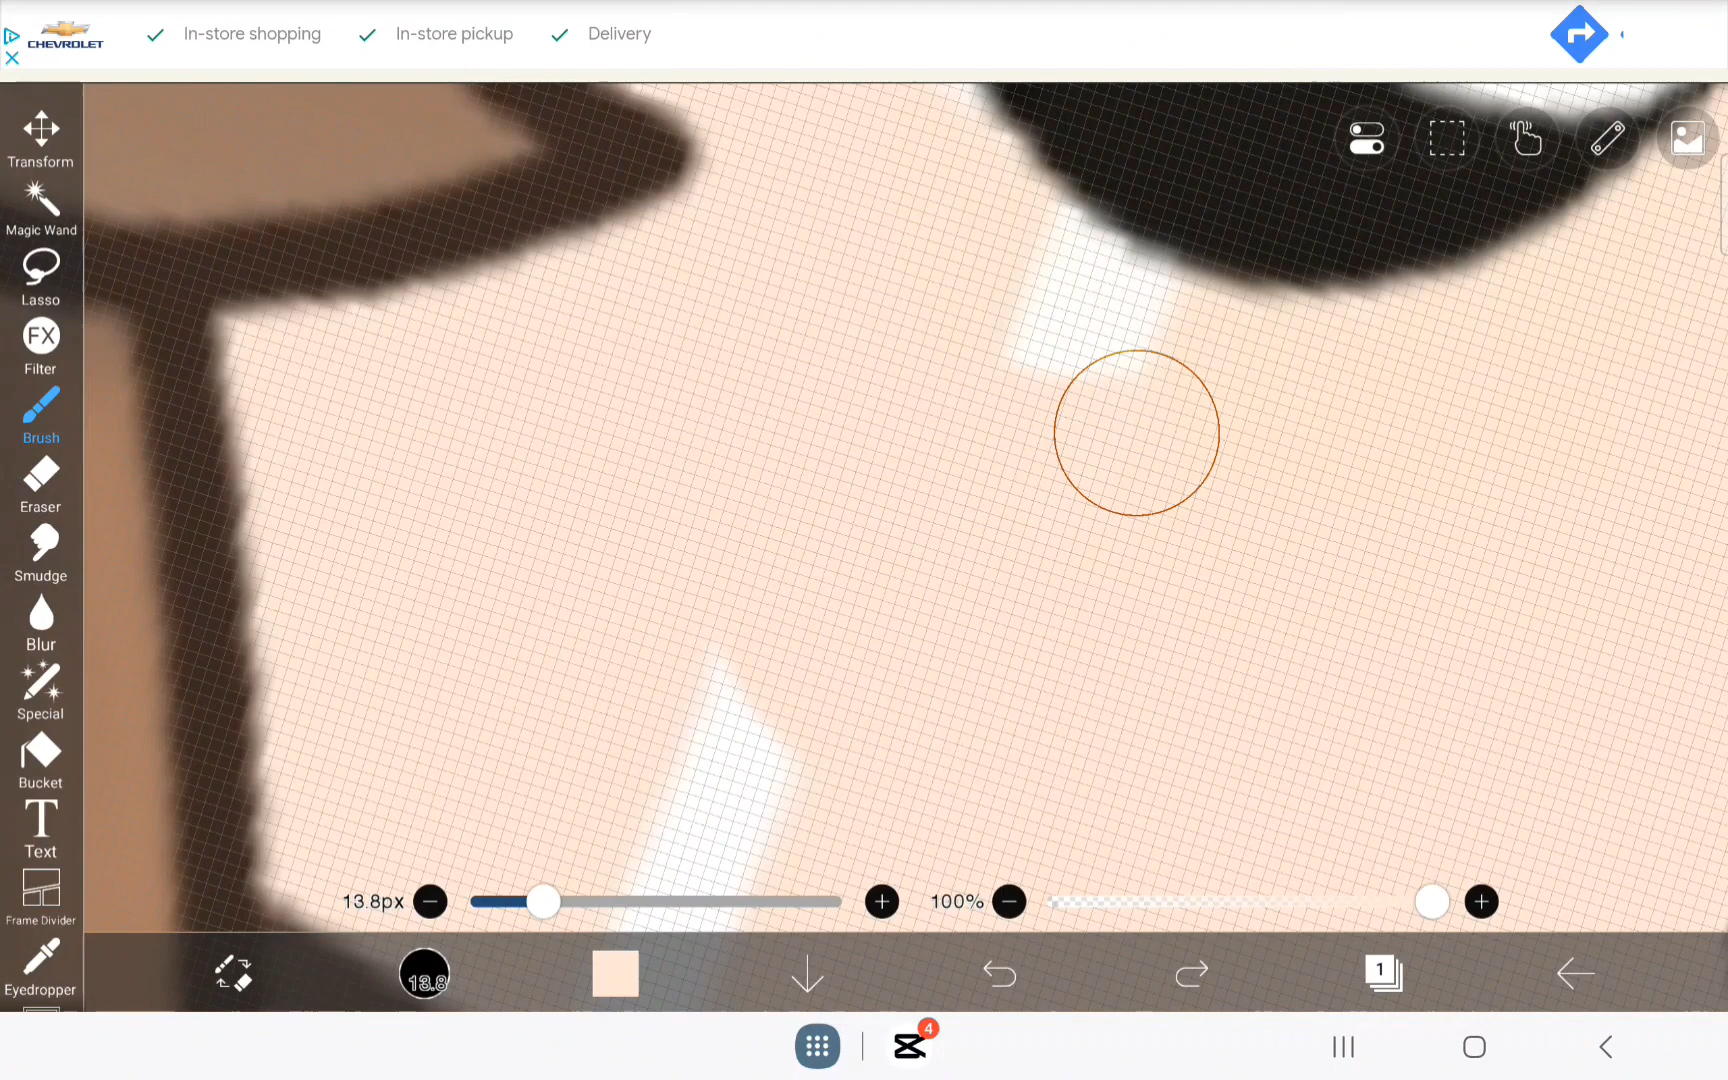 CHEVROLET
In-store shopping
In-store pickup
Delivery
Transform
Magic Wand
Lasso
FX
Filter
Brush
Eraser
Smudge
Blur
Special
Bucket
T
Text
Frame Divider
Eyedropper
13.8px
100%
13.8
1
4